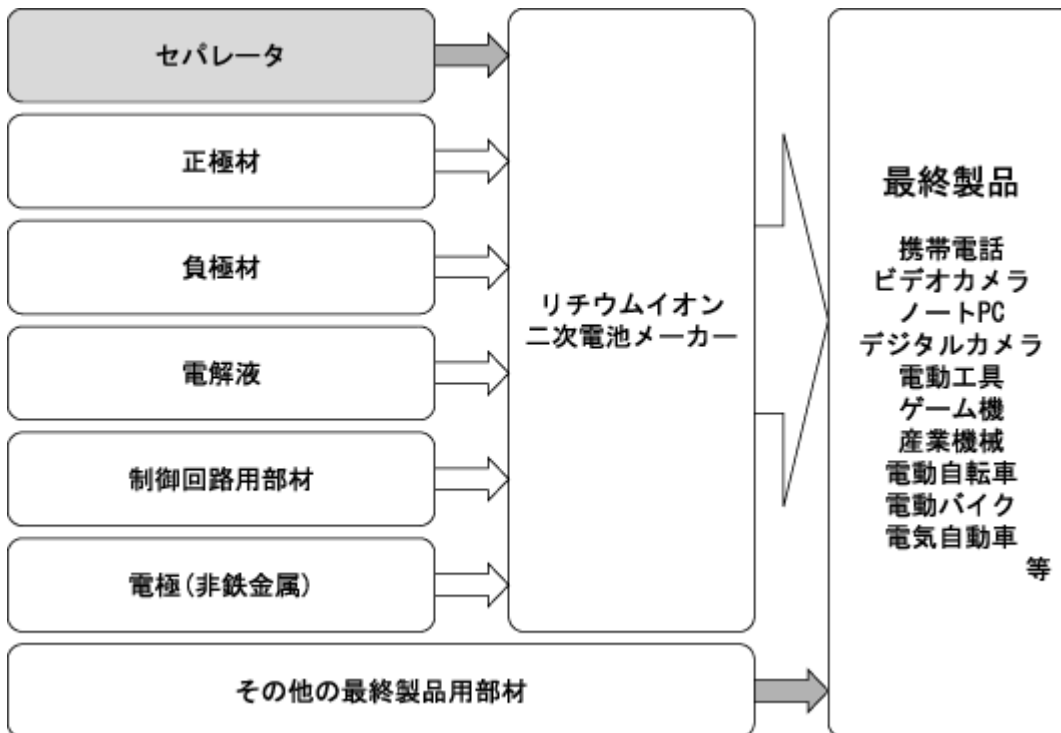 セパレータ
正極材
負極材
電解液
制御回路用部材
電極(非鉄金属)
その他の最終製品用部材
リチウムイオン
二次電池メーカー
最終製品
携帯電話
ビデオカメラ
ノートPC
デジタルカメラ
電動工具
ゲーム機
産業機械
電動自転車
電動バイク
電気自動車
等